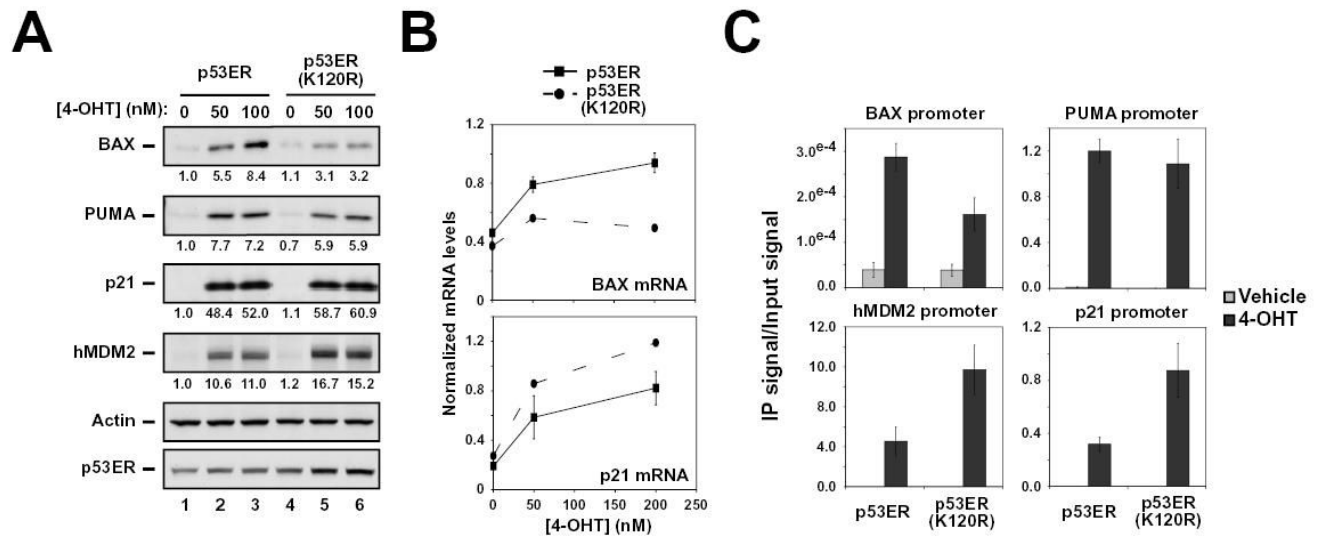 A
p53ER p53ER
(K120R)
[4-OHT] (nM): 0 50 100 0 50 100
BAX
1.0 5.5 8.4 1.1 3.1 3.2
PUMA
1.0 7.7 7.2 0.7 5.9 5.9
p21
1.0 48.4 52.0 1.1 58.7 60.9
hMDM2
1.0 10.6 11.0 1.2 16.7 15.2
Actin
p53ER
1 2 3 4 5 6
B
p53ER
p53ER
(K120R)
Normalized mRNA levels
1.2
0.8
0.4
0
BAX mRNA
1.2
0.8
0.4
0
p21 mRNA
0 50 100 150 200 250
[4-OHT] (nM)
C
IP signal/Input signal
BAX promoter
3.0e-4
2.0e-4
1.0e-4
0.0
PUMA promoter
1.2
0.8
0.4
0.0
hMDM2 promoter
12.0
10.0
8.0
4.0
0.0
p53ER p53ER
(K120R)
p21 promoter
1.2
0.8
0.4
0.0
p53ER p53ER
(K120R)
Vehicle
4-OHT